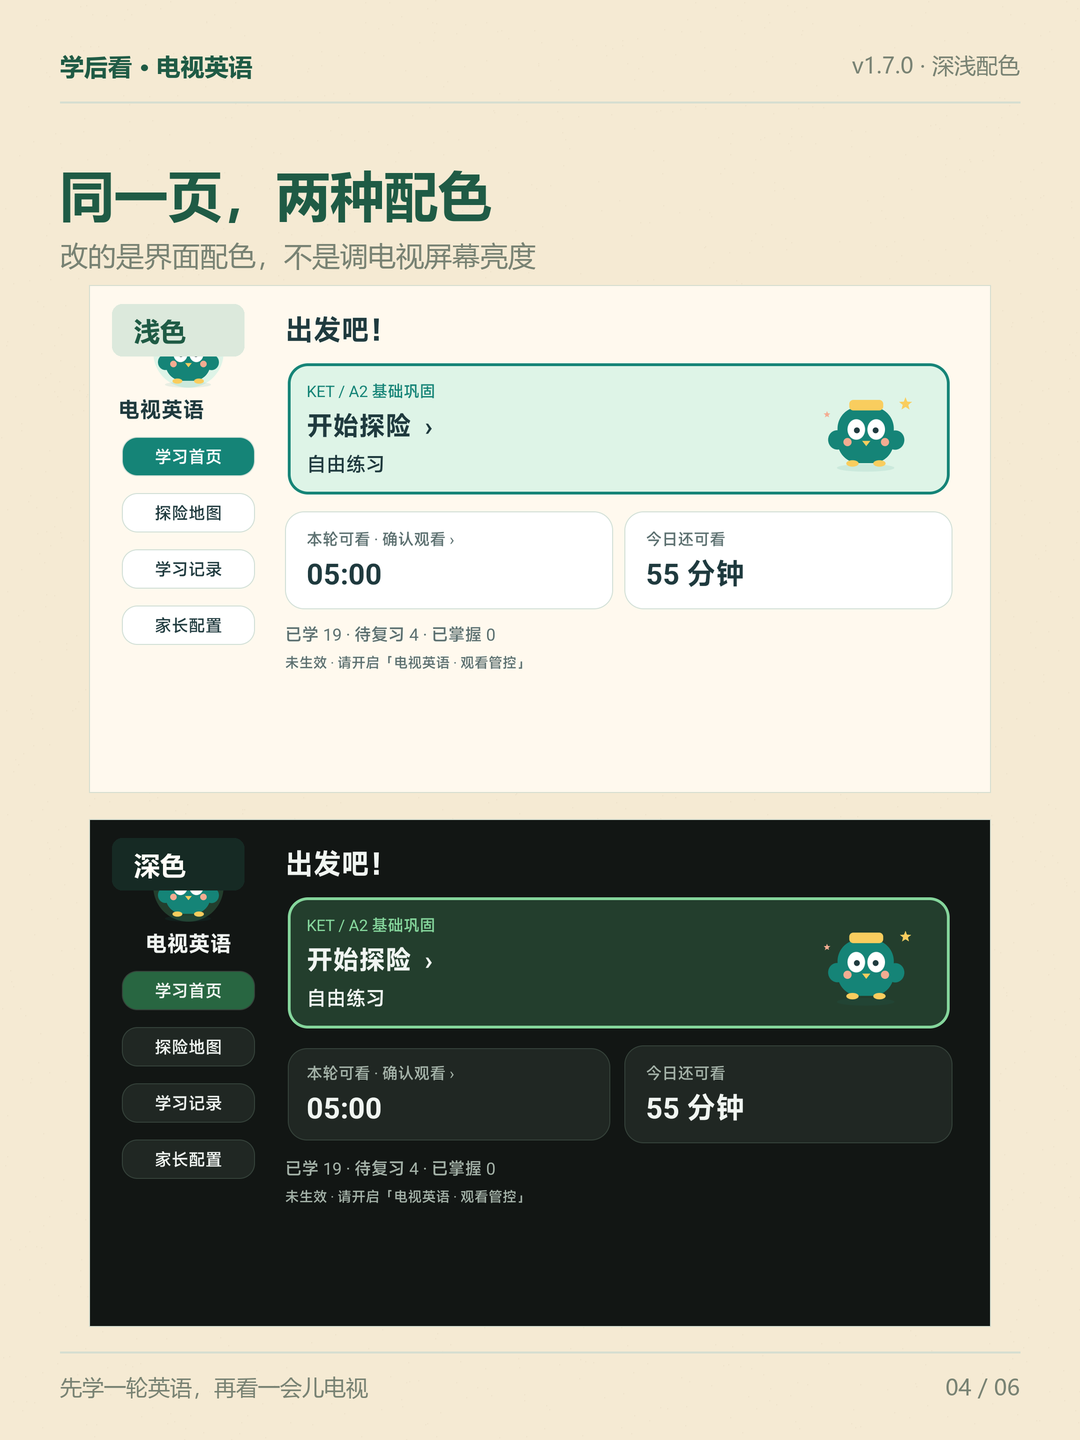 学后看 • 电视英语
v1.7.0 · 深浅配色
同一页，两种配色
改的是界面配色，不是调电视屏幕亮度
浅色
电视英语
学习首页
探险地图
学习记录
家长配置
出发吧！
KET / A2 基础巩固
开始探险 ›
自由练习
本轮可看 · 确认观看 ›
05:00
今日还可看
55 分钟
已学 19 · 待复习 4 · 已掌握 0
未生效 · 请开启「电视英语 · 观看管控」
深色
电视英语
学习首页
探险地图
学习记录
家长配置
出发吧！
KET / A2 基础巩固
开始探险 ›
自由练习
本轮可看 · 确认观看 ›
05:00
今日还可看
55 分钟
已学 19 · 待复习 4 · 已掌握 0
未生效 · 请开启「电视英语 · 观看管控」
先学一轮英语，再看一会儿电视
04 / 06